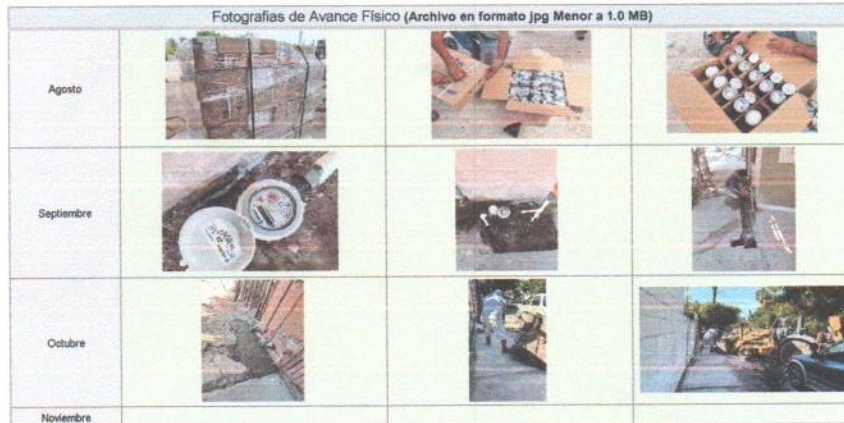 Fotografias de Avance Físico (Archivo en formato jpg Menor a 1.0 MB)
Agosto
Septiembre
Octubre
Noviembre